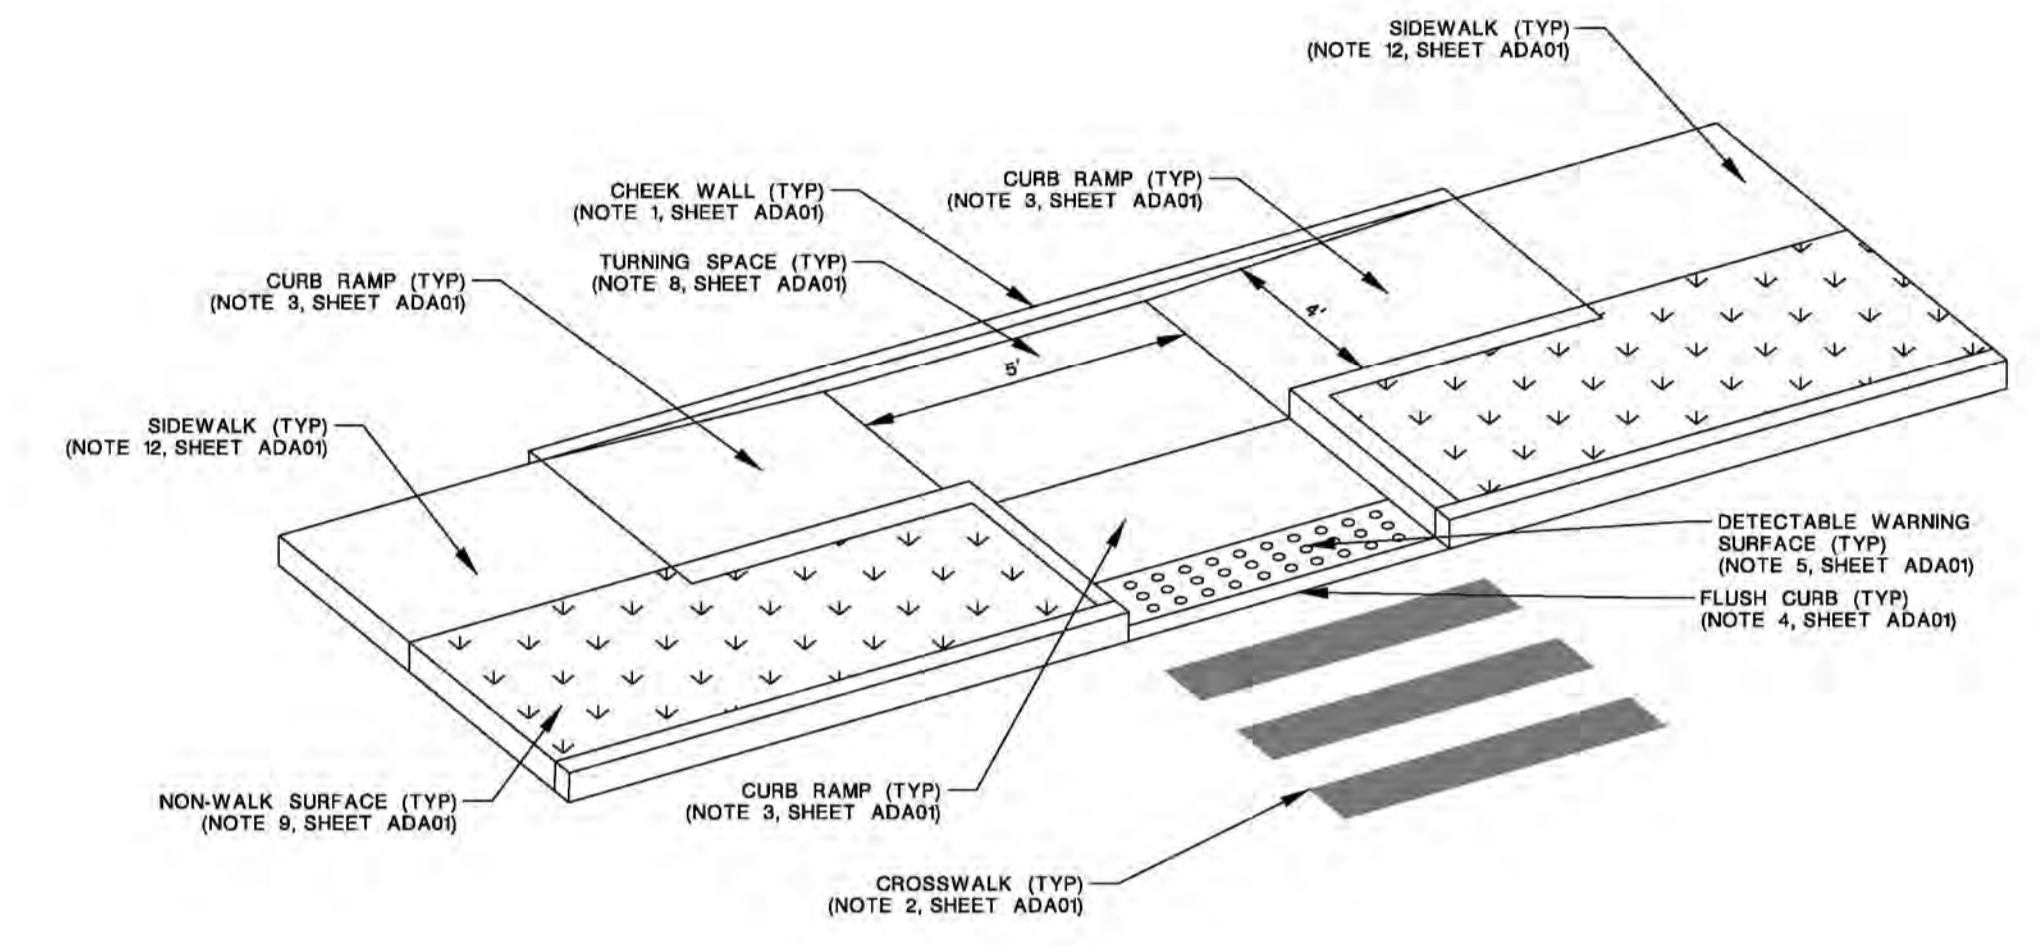 SIDEWALK (TYP)
(NOTE 12, SHEET ADA01)
CURB RAMP (TYP)
(NOTE 3, SHEET ADA01)
CHEEK WALL (TYP)
(NOTE 1, SHEET ADA01)
TURNING SPACE (TYP)
(NOTE 8, SHEET ADA01)
CURB RAMP (TYP)
(NOTE 3, SHEET ADA01)
4'
5'
SIDEWALK (TYP)
(NOTE 12, SHEET ADA01)
DETECTABLE WARNING
SURFACE (TYP)
(NOTE 5, SHEET ADA01)
FLUSH CURB (TYP)
(NOTE 4, SHEET ADA01)
NON-WALK SURFACE (TYP)
(NOTE 9, SHEET ADA01)
CURB RAMP (TYP)
(NOTE 3, SHEET ADA01)
CROSSWALK (TYP)
(NOTE 2, SHEET ADA01)